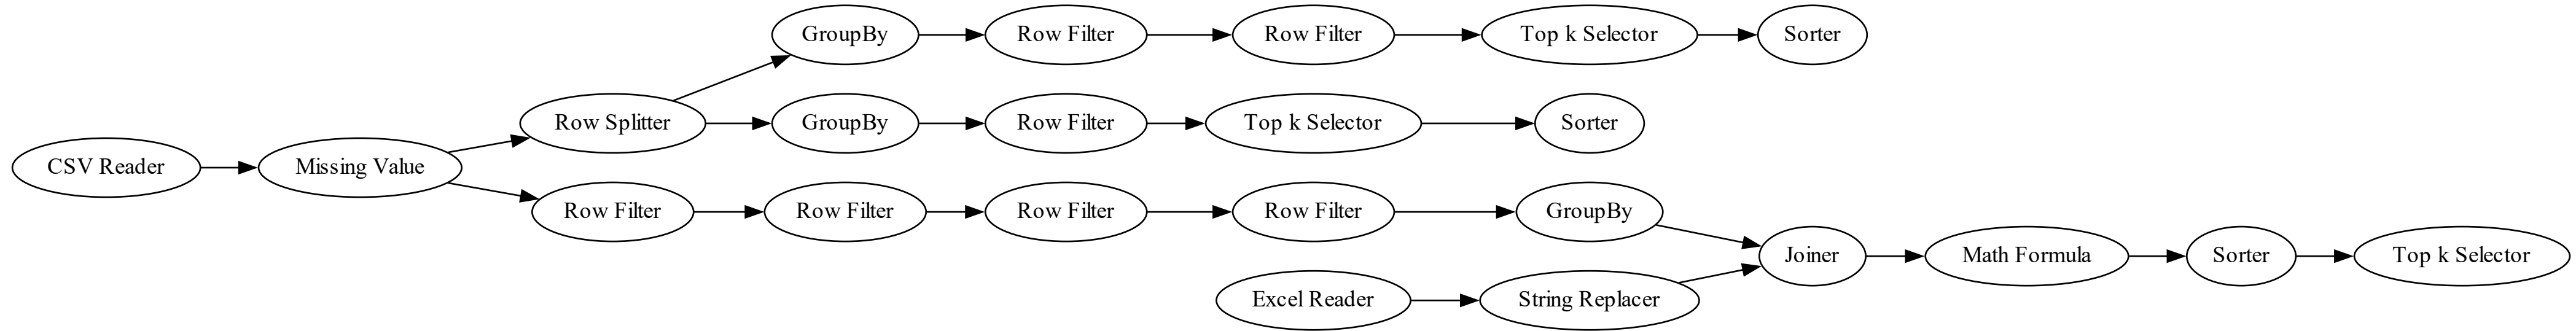 GroupBy
Row Filter
Row Filter
Top k Selector
Sorter
Row Splitter
GroupBy
Row Filter
Top k Selector
Sorter
CSV Reader
Missing Value
Row Filter
Row Filter
Row Filter
Row Filter
GroupBy
Joiner
Math Formula
Sorter
Top k Selector
Excel Reader
String Replacer